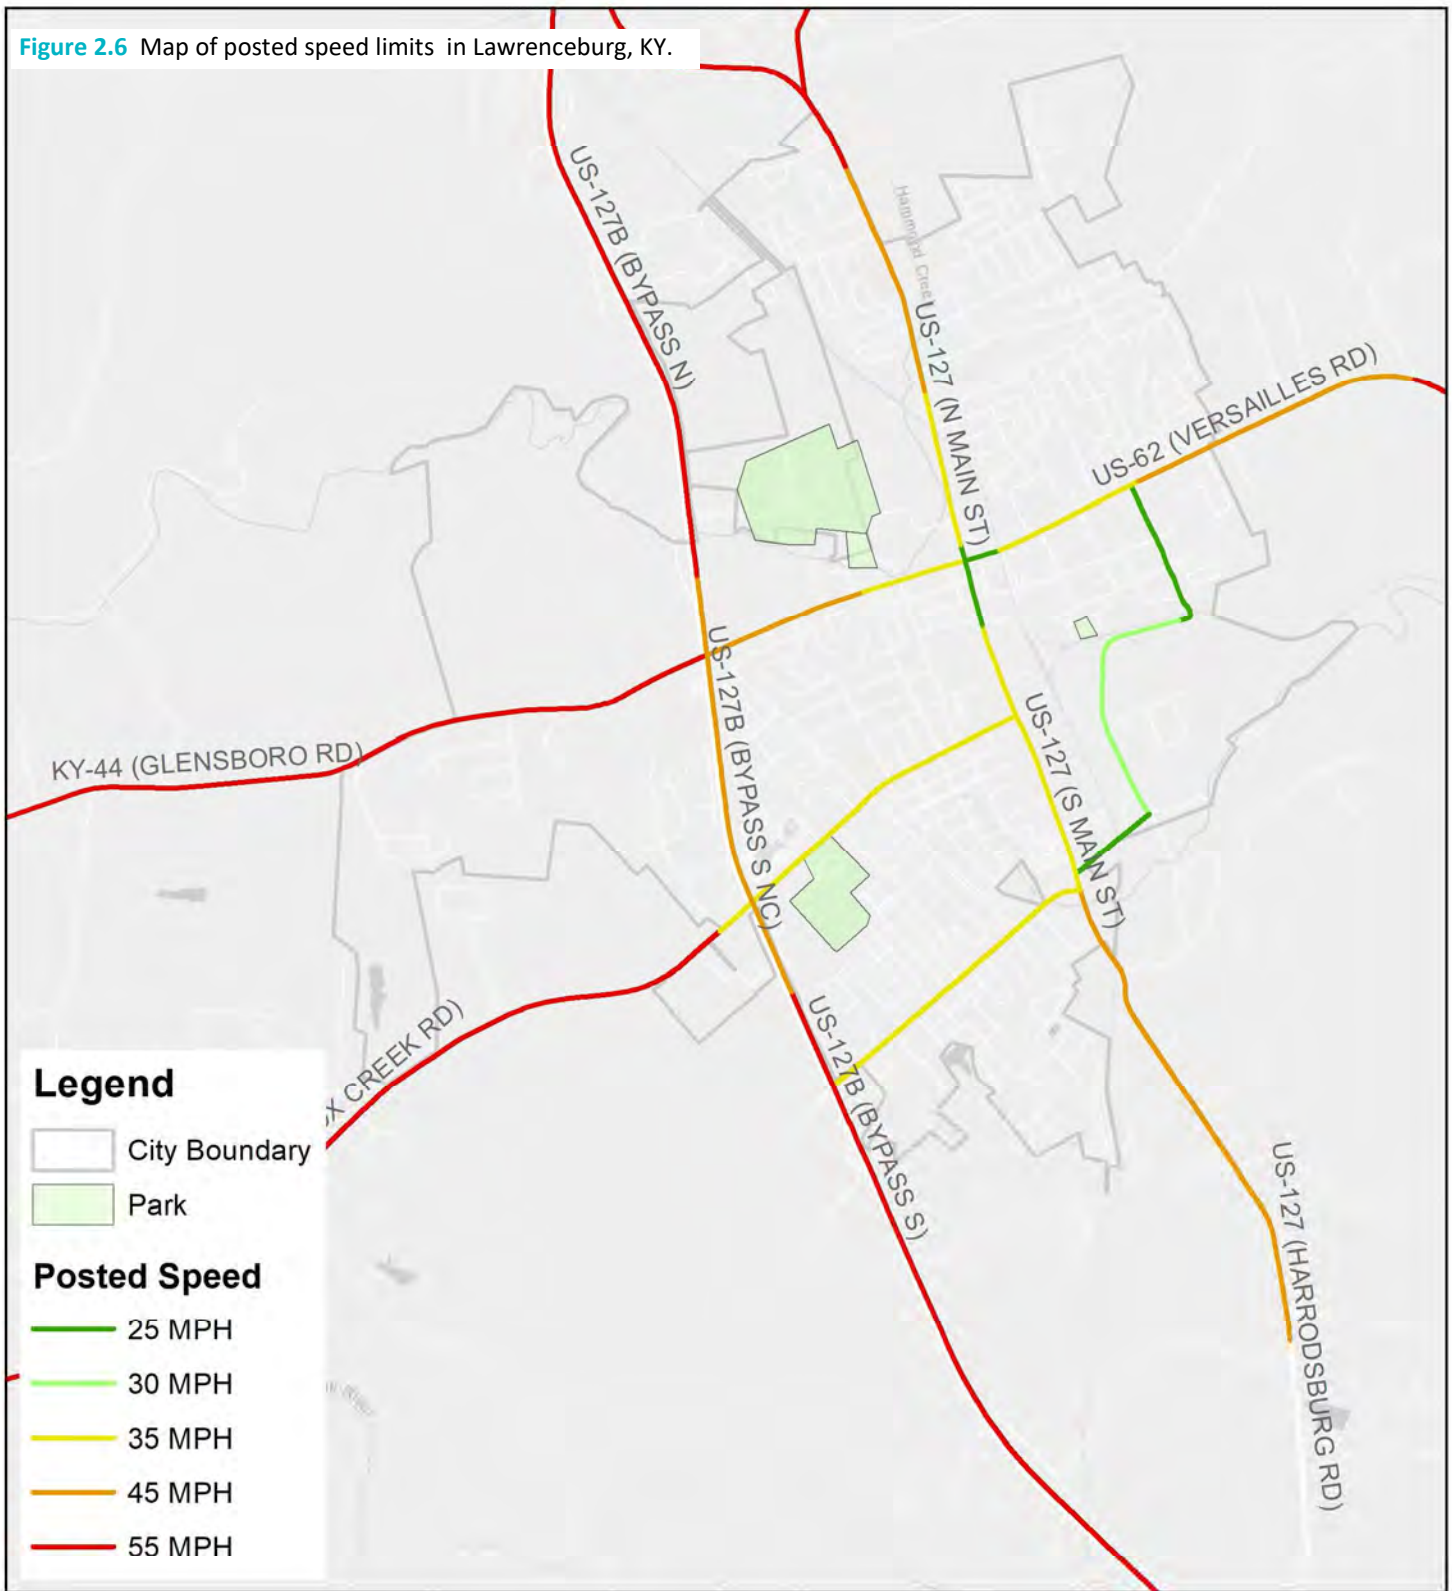 Figure 2.6 Map of posted speed limits in Lawrenceburg, KY.
US-127B (BYPASS N)
Hammond Creek
US-127 (N MAIN ST)
US-62 (VERSAILLES RD)
US-127B (BYPASS S NC)
US-127 (S MAIN ST)
KY-44 (GLENSBORO RD)
CREEK RD)
US-127B (BYPASS S)
US-127 (HARRODSBURG RD)
Legend
City Boundary
Park
Posted Speed
25 MPH
30 MPH
35 MPH
45 MPH
55 MPH